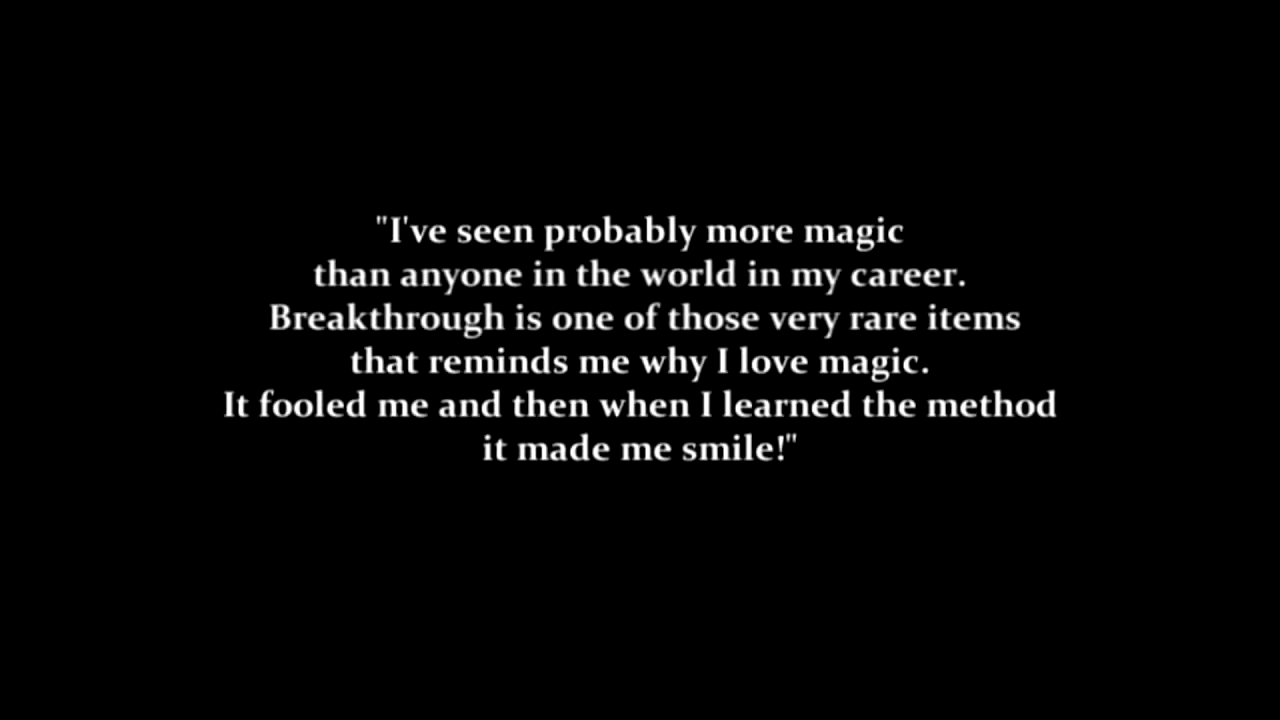 "I've seen probably more magic
than anyone in the world in my career.
Breakthrough is one of those very rare items
that reminds me why I love magic.
It fooled me and then when I learned the method
it made me smile!"